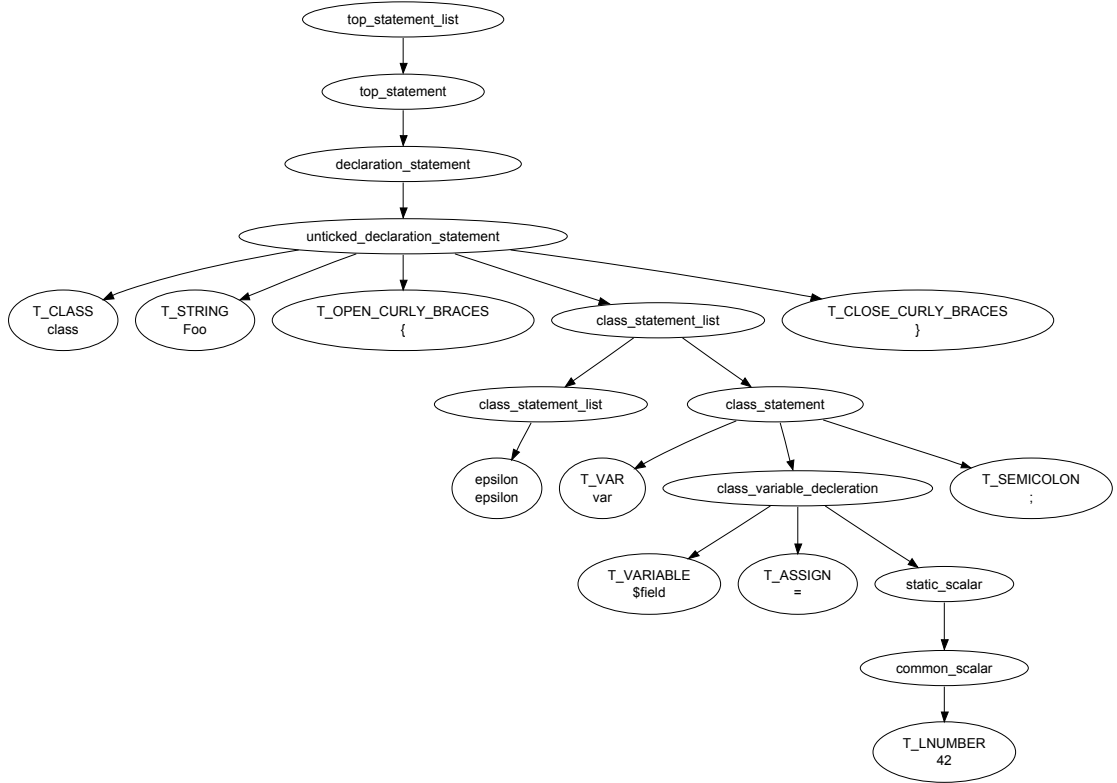 top_statement_list
top_statement
declaration_statement
unticked_declaration_statement
T_CLASS
class
T_STRING
Foo
T_OPEN_CURLY_BRACES
{
class_statement_list
T_CLOSE_CURLY_BRACES
}
class_statement_list
class_statement
epsilon
epsilon
T_VAR
var
class_variable_decleration
T_SEMICOLON
;
T_VARIABLE
$field
T_ASSIGN
=
static_scalar
common_scalar
T_LNUMBER
42